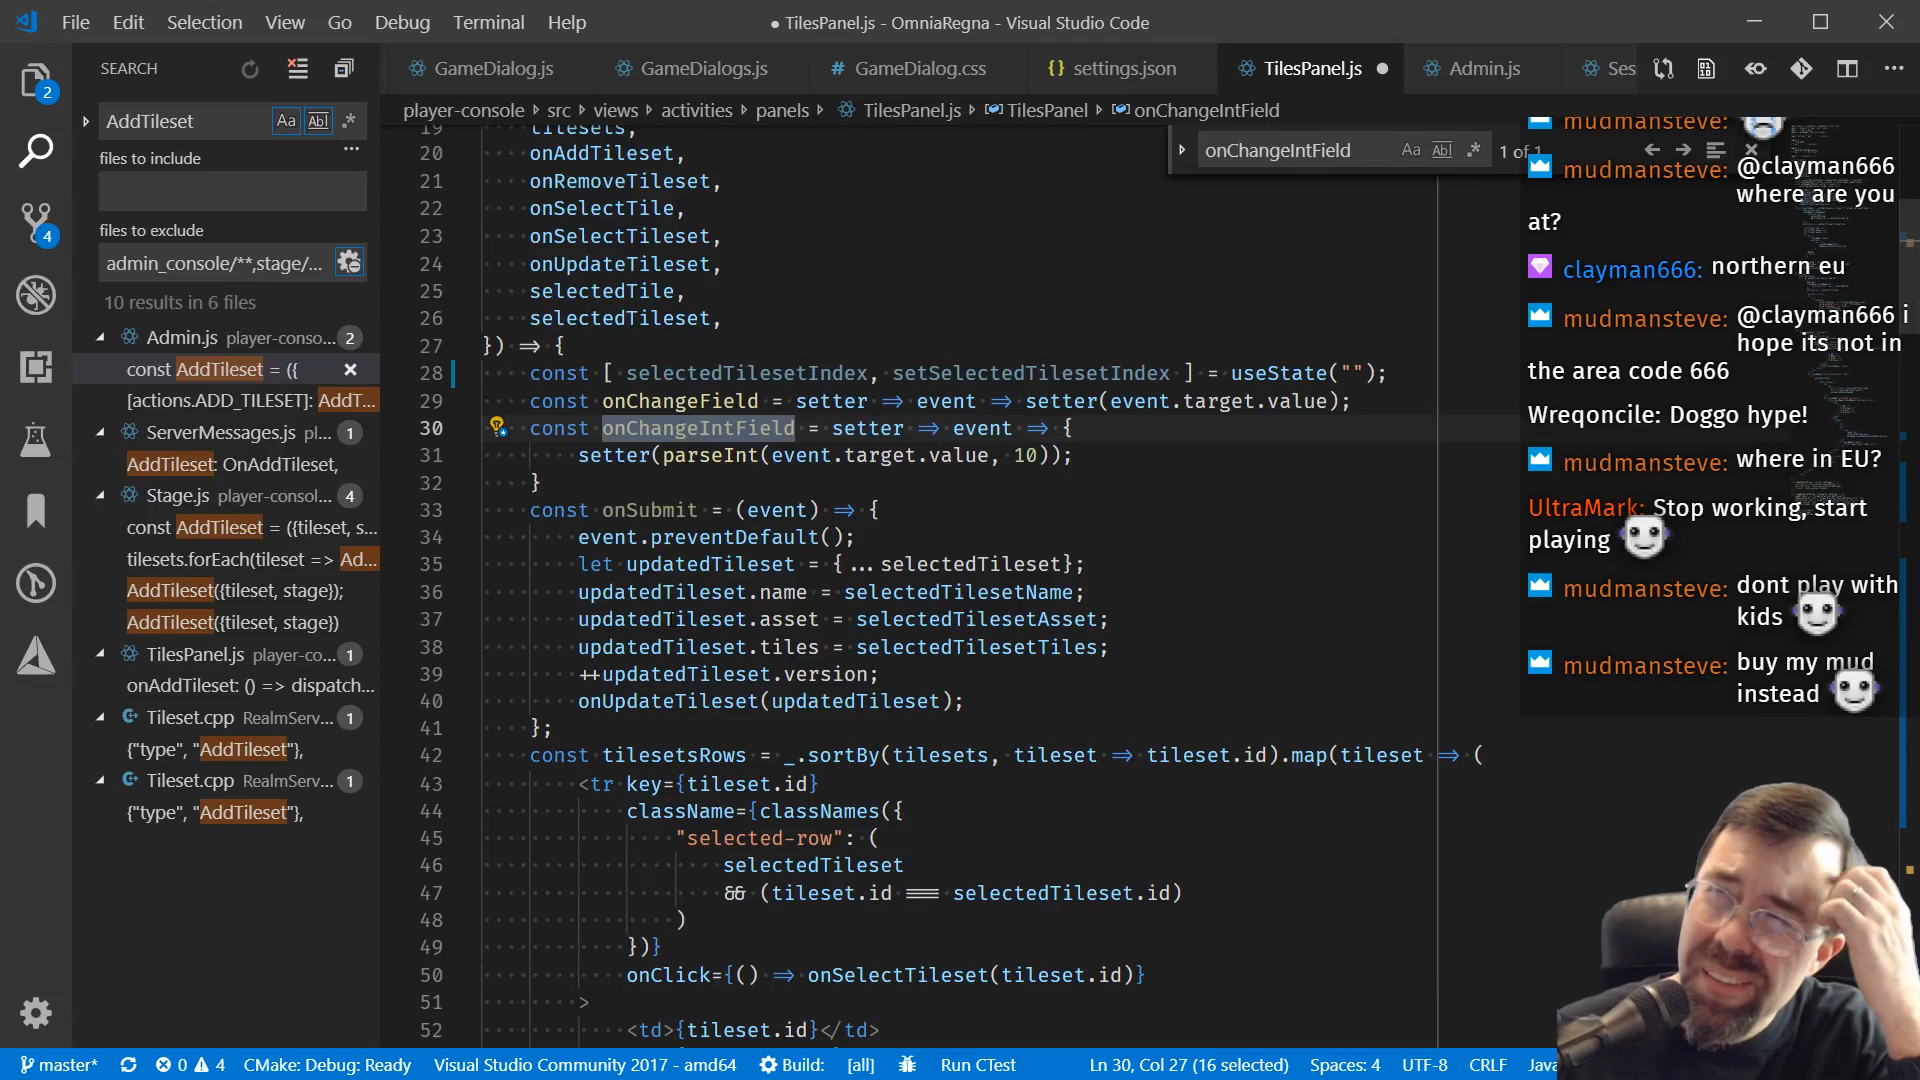 File Edit Selection View Go Debug Terminal Help
● TilesPanel.js - OmniaRegna - Visual Studio Code
SEARCH
AddTileset
Aa Abl .*
files to include
...
files to exclude
admin_console/**,stage/...
10 results in 6 files
Admin.js player-conso... 2
const AddTileset = ({
[actions.ADD_TILESET]: AddT...
ServerMessages.js pl... 1
AddTileset: OnAddTileset,
Stage.js player-consol... 4
const AddTileset = ({tileset, s...
tilesets.forEach(tileset => Ad...
AddTileset({tileset, stage});
AddTileset({tileset, stage})
TilesPanel.js player-co... 1
onAddTileset: () => dispatch...
Tileset.cpp RealmServ... 1
{"type", "AddTileset"},
Tileset.cpp RealmServ... 1
{"type", "AddTileset"},
2
4
GameDialog.js GameDialogs.js # GameDialog.css {} settings.json TilesPanel.js ● Admin.js Ses
player-console › src › views › activities › panels › TilesPanel.js › TilesPanel › onChangeIntField
onChangeIntField Aa Abl .* 1 of 1
19 tilesets,
20 onAddTileset,
21 onRemoveTileset,
22 onSelectTile,
23 onSelectTileset,
24 onUpdateTileset,
25 selectedTile,
26 selectedTileset,
27 }) => {
28 const [ selectedTilesetIndex, setSelectedTilesetIndex ] = useState("");
29 const onChangeField = setter => event => setter(event.target.value);
30 const onChangeIntField = setter => event => {
31 setter(parseInt(event.target.value, 10));
32 }
33 const onSubmit = (event) => {
34 event.preventDefault();
35 let updatedTileset = {...selectedTileset};
36 updatedTileset.name = selectedTilesetName;
37 updatedTileset.asset = selectedTilesetAsset;
38 updatedTileset.tiles = selectedTilesetTiles;
39 ++updatedTileset.version;
40 onUpdateTileset(updatedTileset);
41 };
42 const tilesetsRows = _.sortBy(tilesets, tileset => tileset.id).map(tileset => (
43 <tr key={tileset.id}
44 className={classNames({
45 "selected-row": (
46 selectedTileset
47 && (tileset.id === selectedTileset.id)
48 )
49 })}
50 onClick={() => onSelectTileset(tileset.id)}
51 >
52 <td>{tileset.id}</td>
mudmansteve:
mudmansteve: @clayman666
where are you
at?
clayman666: northern eu
mudmansteve: @clayman666 i
hope its not in
the area code 666
Wreqoncile: Doggo hype!
mudmansteve: where in EU?
UltraMark: Stop working, start
playing
mudmansteve: dont play with
kids
mudmansteve: buy my mud
instead
master* 0 4 CMake: Debug: Ready Visual Studio Community 2017 - amd64 Build: [all] Run CTest Ln 30, Col 27 (16 selected) Spaces: 4 UTF-8 CRLF Java